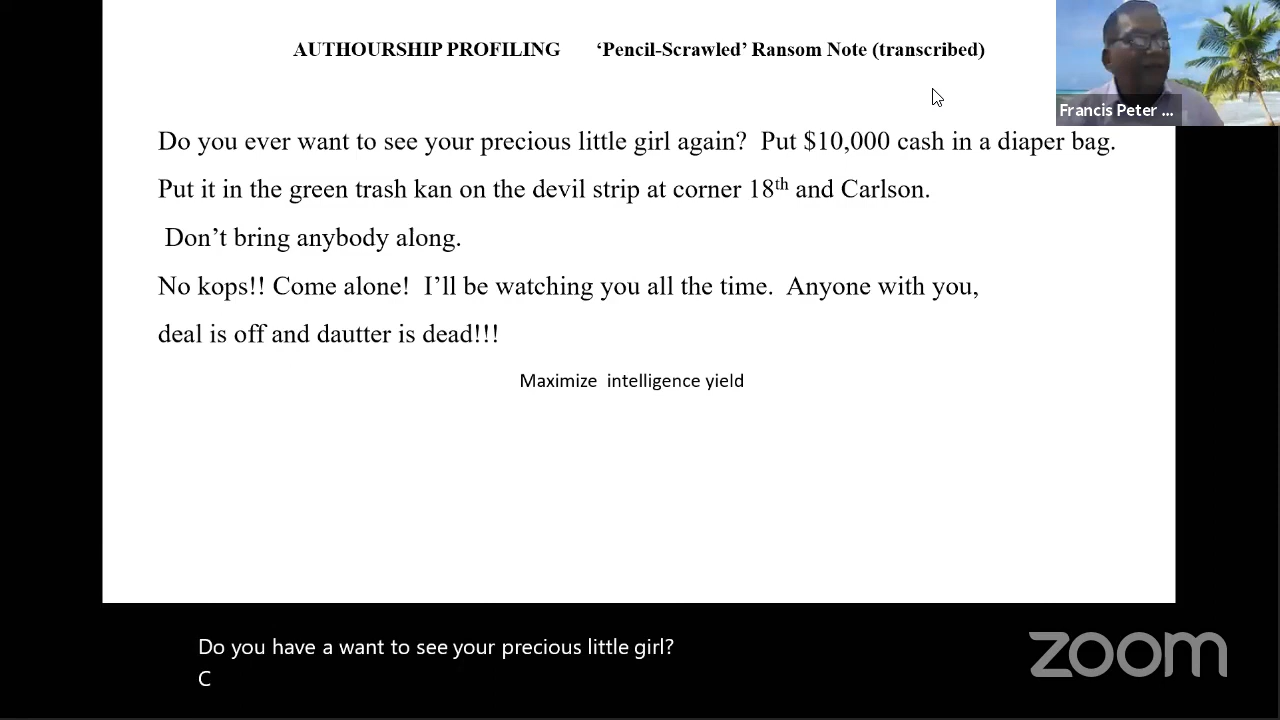 AUTHOURSHIP PROFILING ‘Pencil-Scrawled’ Ransom Note (transcribed)
Francis Peter ...
Do you ever want to see your precious little girl again? Put $10,000 cash in a diaper bag.
Put it in the green trash kan on the devil strip at corner 18th and Carlson.
Don’t bring anybody along.
No kops!! Come alone! I’ll be watching you all the time. Anyone with you,
deal is off and dautter is dead!!!
Maximize intelligence yield
Do you have a want to see your precious little girl?
C
zoom